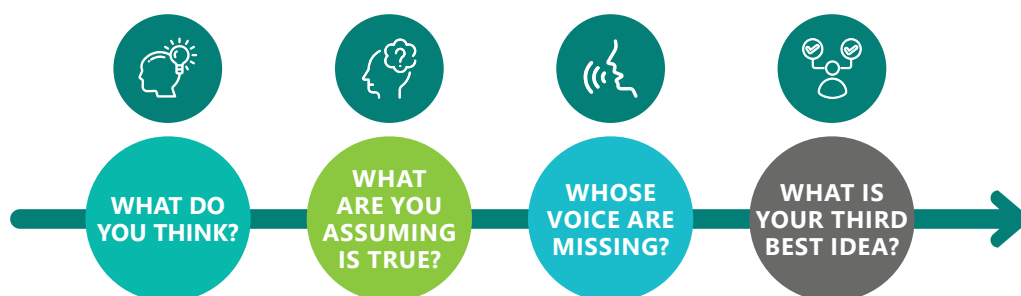 WHAT DO
YOU THINK?
WHAT
ARE YOU
ASSUMING
IS TRUE?
WHOSE
VOICE ARE
MISSING?
WHAT IS
YOUR THIRD
BEST IDEA?